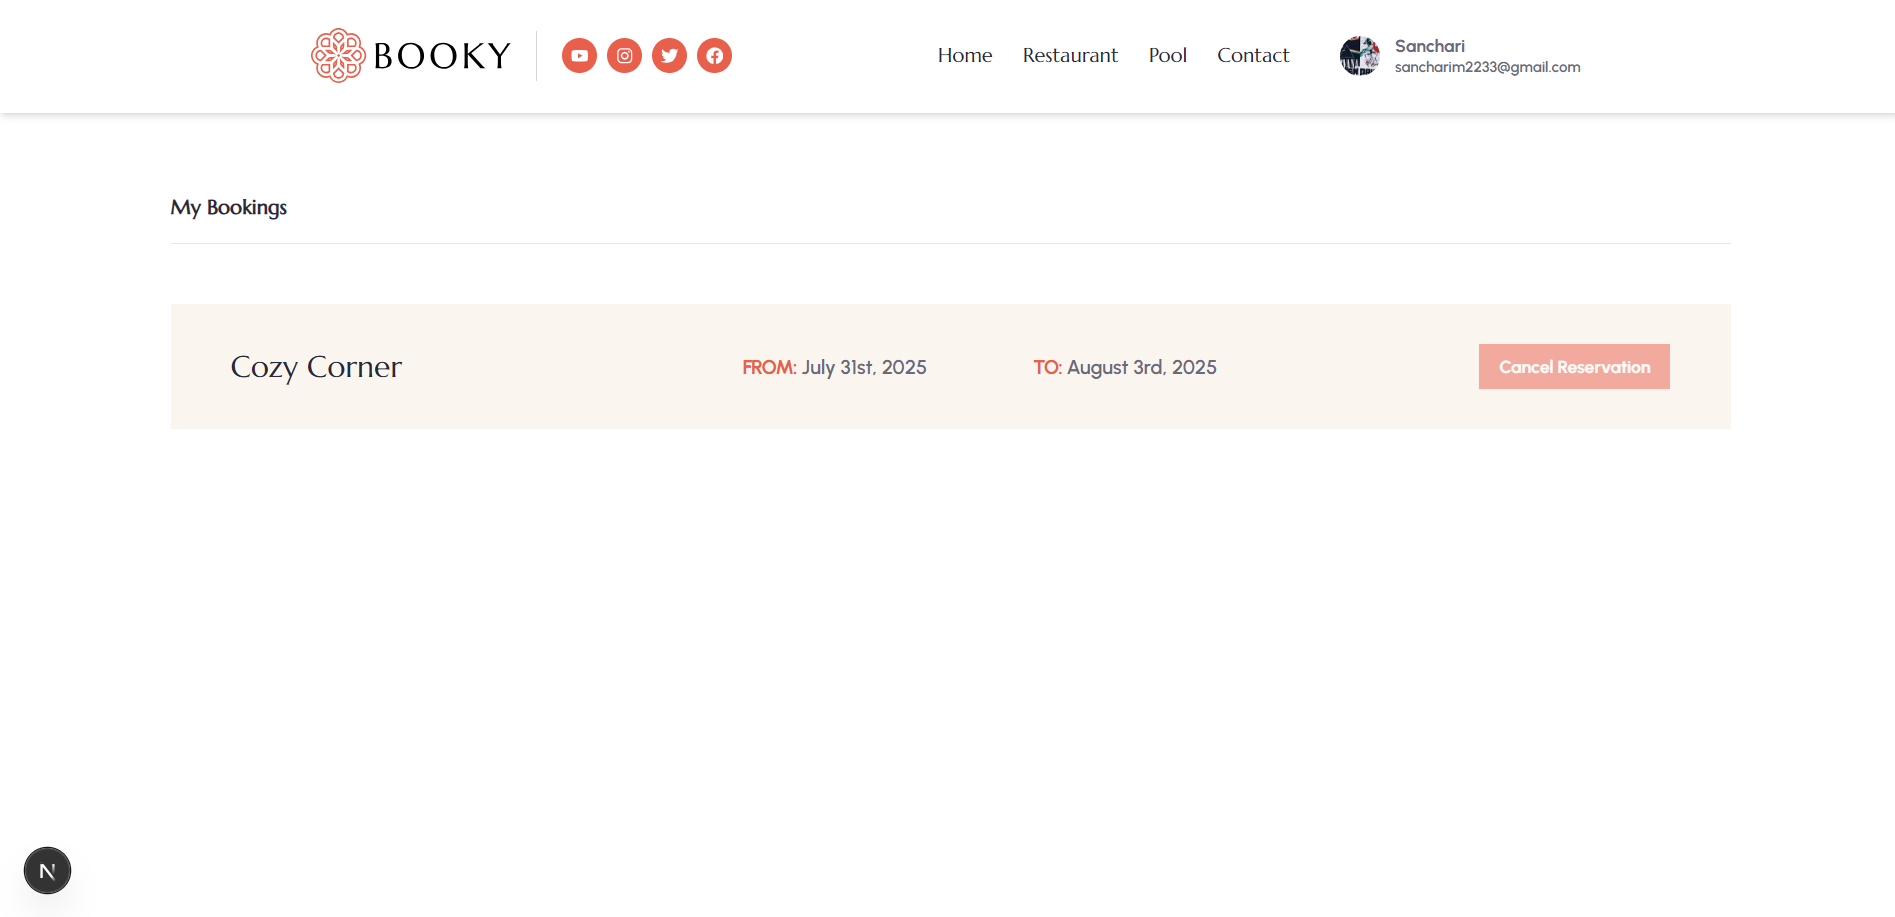 BOOKY
Home Restaurant Pool Contact
Sanchari
sancharim2233@gmail.com
My Bookings
Cozy Corner FROM: July 31st, 2025 TO: August 3rd, 2025 Cancel Reservation
N